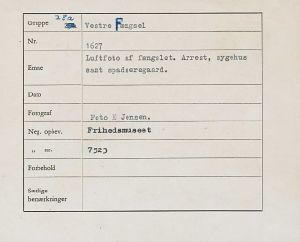 Gruppe 28a Vestre Fængsel
Nr. 1627
Emne Luftfoto af fængslet. Arrest, sygehus
samt spadseregaard.
Dato
Fotograf Foto E Jensen.
Neg. opbev. Frihedsmuseet
„ nr. 7523
Forbehold
Særlige
bemærkninger